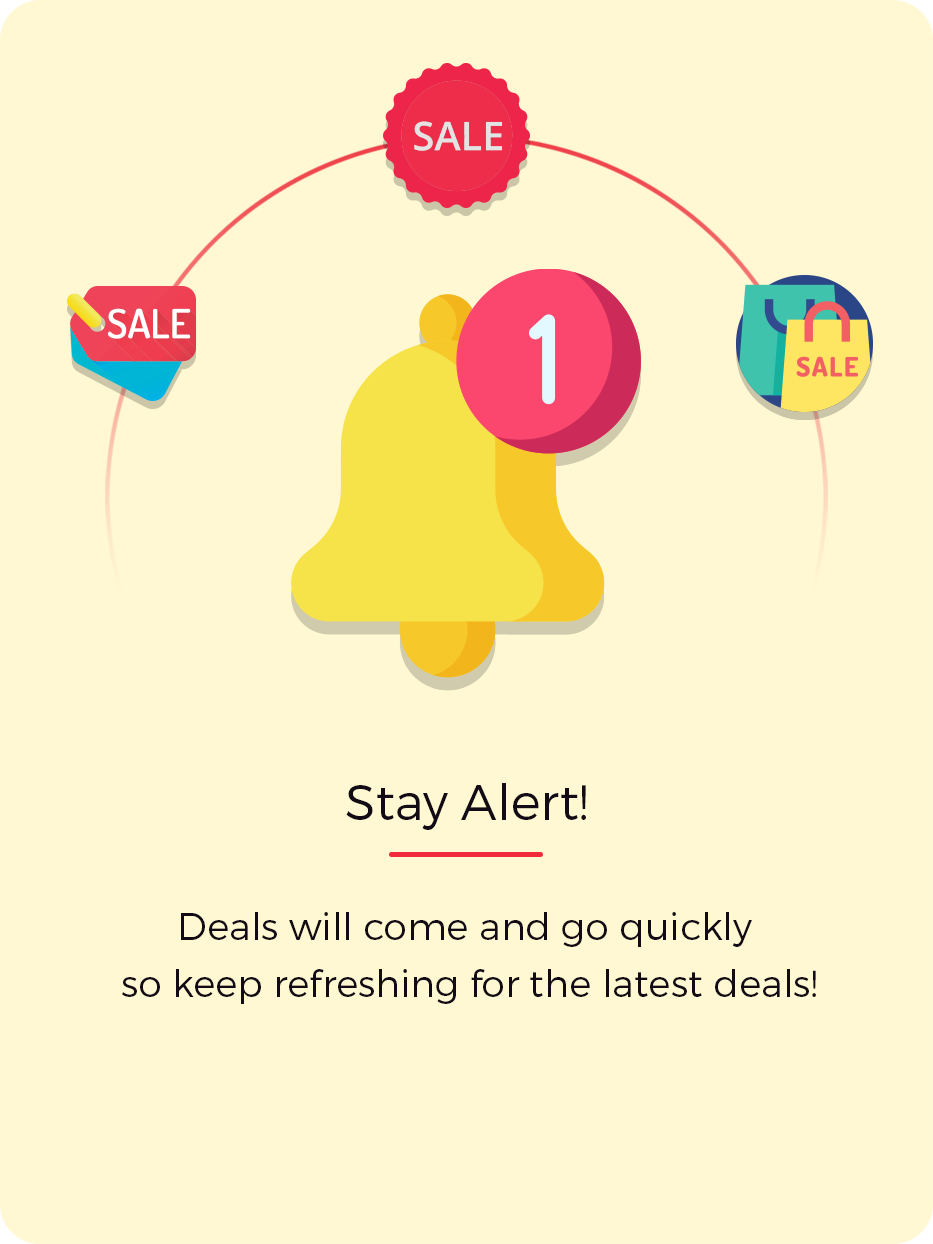 SALE
SALE
SALE
1
Stay Alert!
Deals will come and go quickly
so keep refreshing for the latest deals!